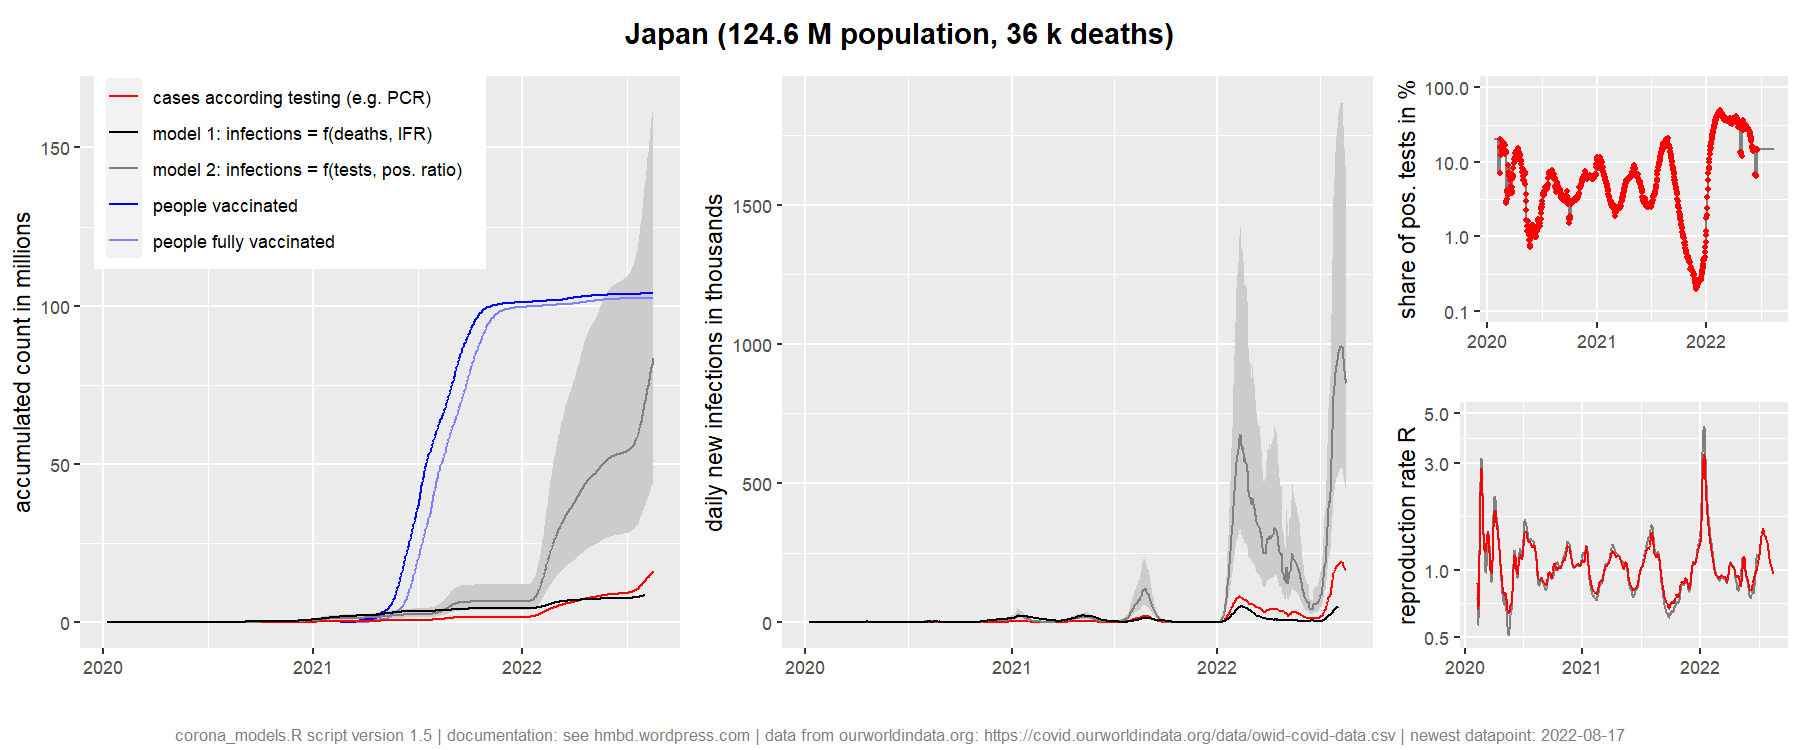 Japan (124.6 M population, 36 k deaths)
accumulated count in millions
150
100
50
0
2020 2021 2022
cases according testing (e.g. PCR)
model 1: infections = f(deaths, IFR)
model 2: infections = f(tests, pos. ratio)
people vaccinated
people fully vaccinated
daily new infections in thousands
1500
1000
500
0
2020 2021 2022
share of pos. tests in %
100.0
10.0
1.0
0.1
2020 2021 2022
reproduction rate R
5.0
3.0
1.0
0.5
2020 2021 2022
corona_models.R script version 1.5 | documentation: see hmbd.wordpress.com | data from ourworldindata.org: https://covid.ourworldindata.org/data/owid-covid-data.csv | newest datapoint: 2022-08-17